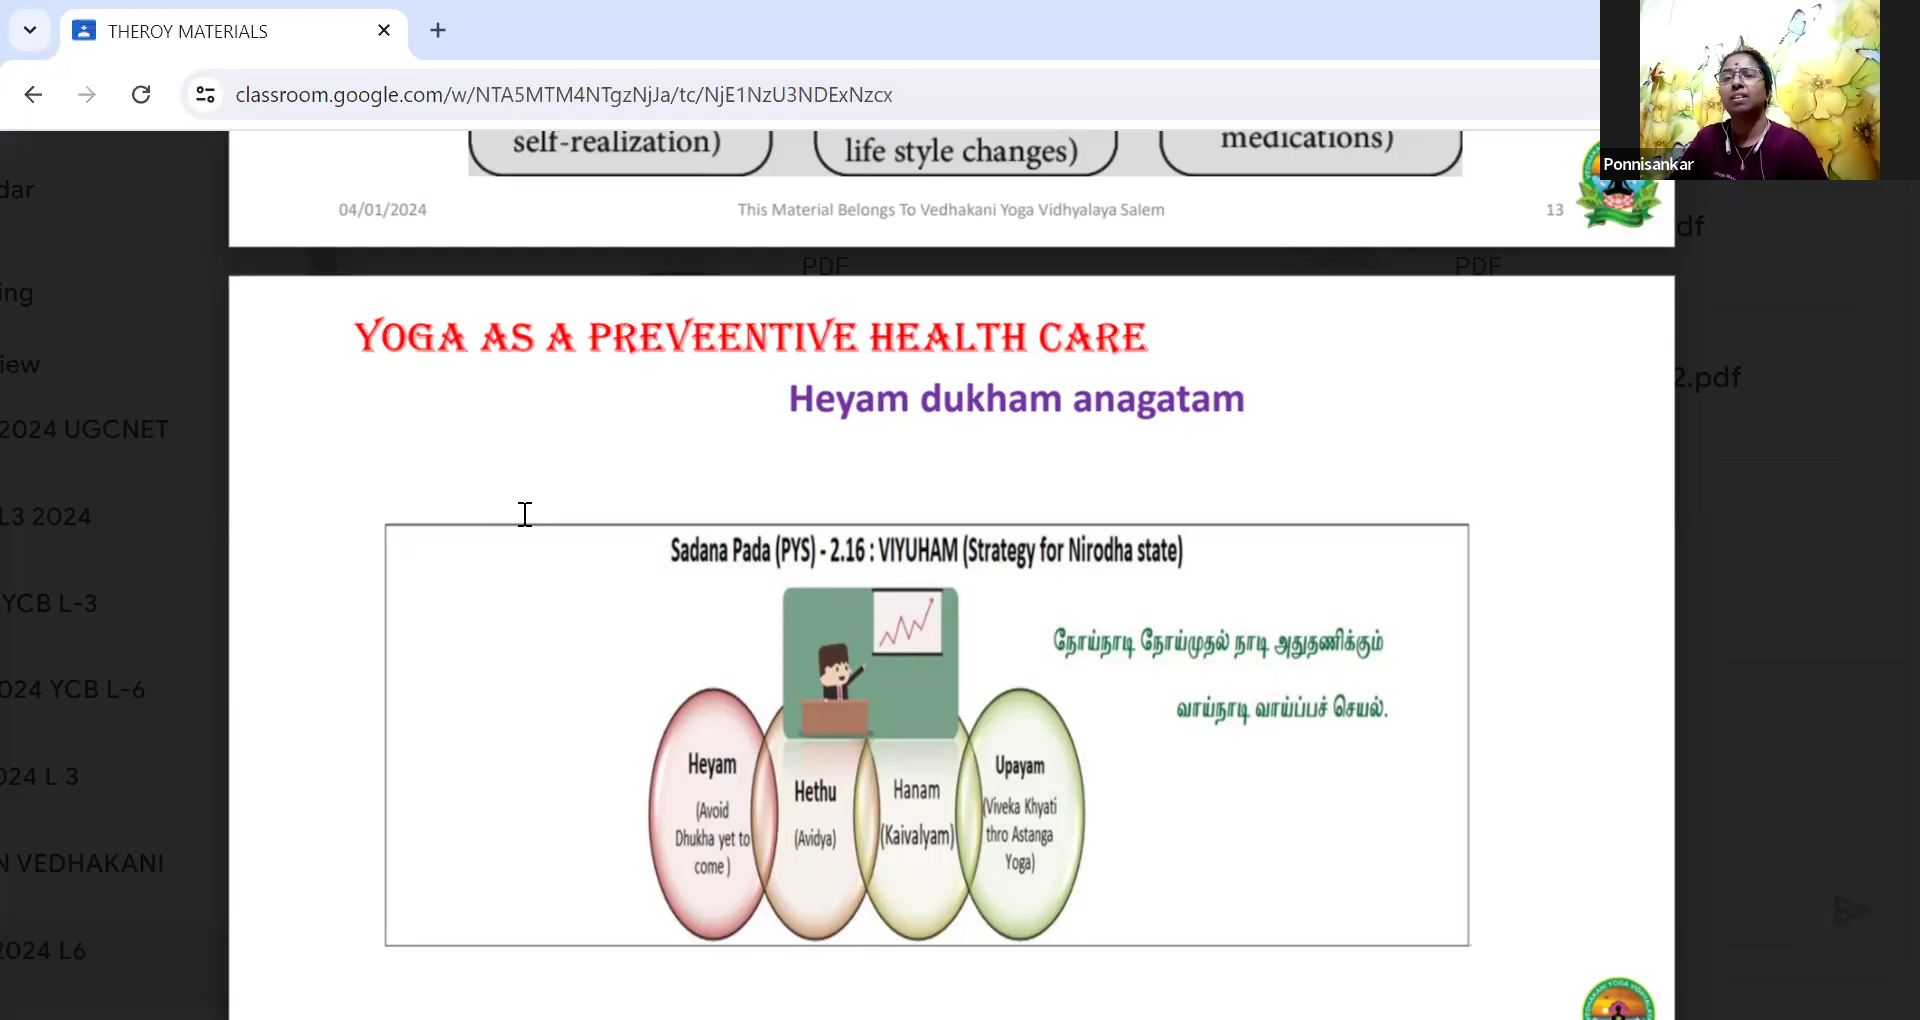 THEROY MATERIALS
classroom.google.com/w/NTA5MTM4NTgzNjJa/tc/NjE1NzU3NDExNzcx
Ponnisankar
self-realization)
life style changes)
medications)
04/01/2024
This Material Belongs To Vedhakani Yoga Vidhyalaya Salem
13
dar
df
PDF
PDF
ing
YOGA AS A PREVEENTIVE HEALTH CARE
iew
2.pdf
Heyam dukham anagatam
2024 UGCNET
L3 2024
Sadana Pada (PYS) - 2.16 : VIYUHAM (Strategy for Nirodha state)
YCB L-3
நோய்நாடி நோய்முதல் நாடி அதுதணிக்கும்
024 YCB L-6
வாய்நாடி வாய்ப்பச் செயல்.
024 L 3
Heyam
(Avoid
Dhukha yet to
come )
Hethu
(Avidya)
Hanam
(Kaivalyam)
Upayam
(Viveka Khyati
thro Astanga
Yoga)
N VEDHAKANI
2024 L6